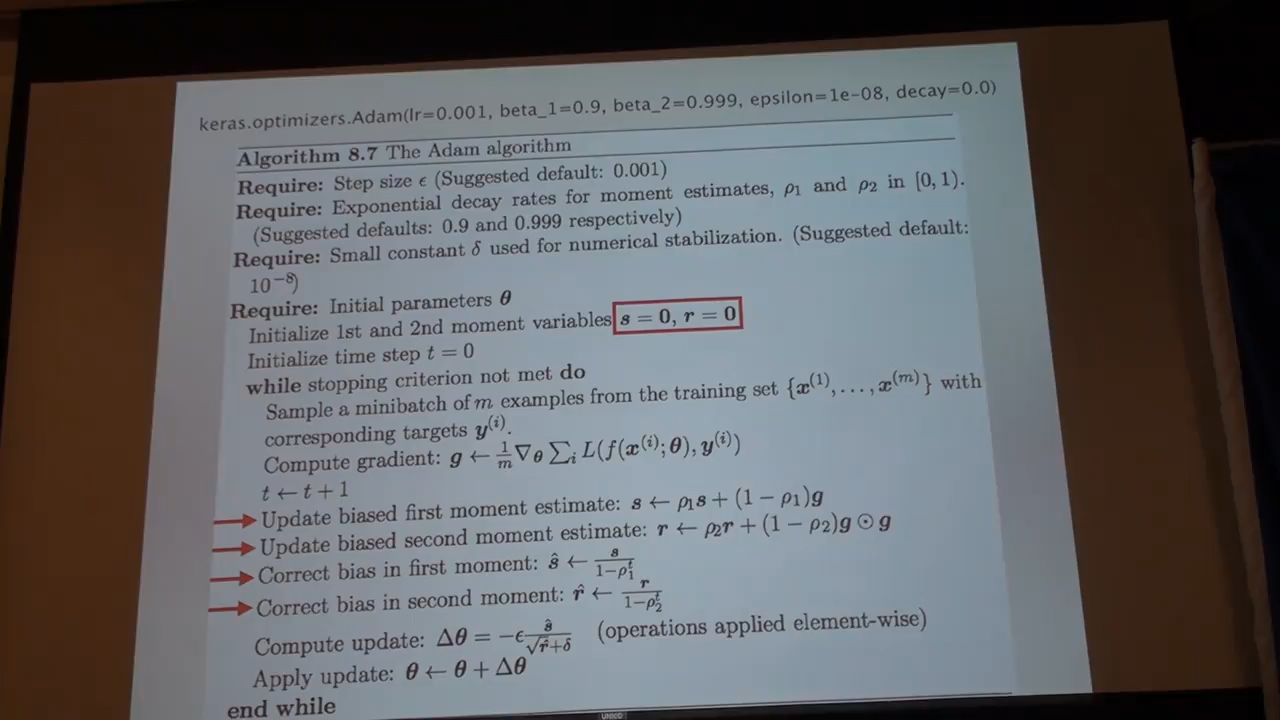 keras.optimizers.Adam(lr=0.001, beta_1=0.9, beta_2=0.999, epsilon=1e-08, decay=0.0)
Algorithm 8.7 The Adam algorithm
Require: Step size ϵ (Suggested default: 0.001)
Require: Exponential decay rates for moment estimates, ρ₁ and ρ₂ in [0, 1).
(Suggested defaults: 0.9 and 0.999 respectively)
Require: Small constant δ used for numerical stabilization. (Suggested default:
10⁻⁸)
Require: Initial parameters θ
Initialize 1st and 2nd moment variables s = 0, r = 0
Initialize time step t = 0
while stopping criterion not met do
Sample a minibatch of m examples from the training set {x⁽¹⁾, . . . , x⁽ᵐ⁾} with
corresponding targets y⁽ⁱ⁾.
Compute gradient: g ← 1/m ∇_θ ∑_i L(f(x⁽ⁱ⁾; θ), y⁽ⁱ⁾)
t ← t + 1
Update biased first moment estimate: s ← ρ₁s + (1 − ρ₁)g
Update biased second moment estimate: r ← ρ₂r + (1 − ρ₂)g ⊙ g
Correct bias in first moment: ŝ ← s/(1−ρ₁ᵗ)
Correct bias in second moment: r̂ ← r/(1−ρ₂ᵗ)
Compute update: Δθ = −ϵ ŝ/(√r̂+δ) (operations applied element-wise)
Apply update: θ ← θ + Δθ
end while